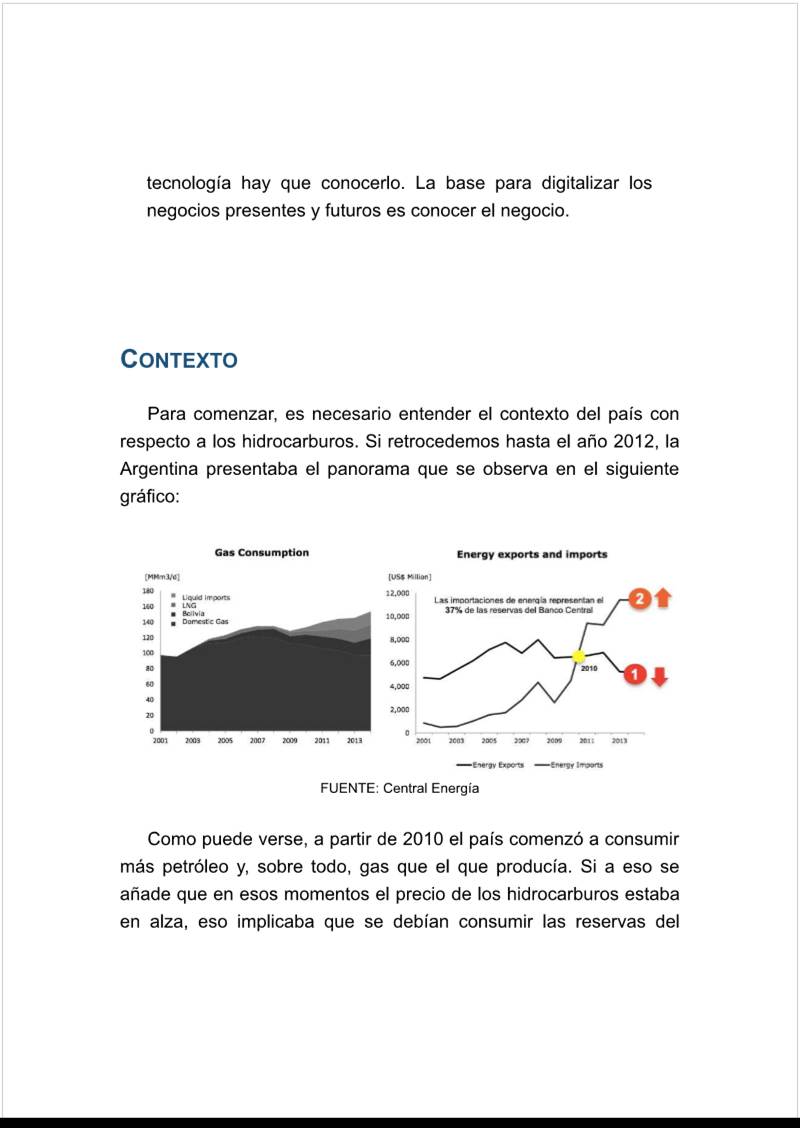 tecnología hay que conocerlo. La base para digitalizar los
negocios presentes y futuros es conocer el negocio.
CONTEXTO
Para comenzar, es necesario entender el contexto del país con
respecto a los hidrocarburos. Si retrocedemos hasta el año 2012, la
Argentina presentaba el panorama que se observa en el siguiente
gráfico:
Gas Consumption
[MMm3/d]
180
160
140
120
100
80
60
40
20
0
Liquid imports
LNG
Bolivia
Domestic Gas
2001 2003 2005 2007 2009 2011 2013
Energy exports and imports
[US$ Million]
12,000
10,000
8,000
6,000
4,000
2,000
0
Las importaciones de energía representan el
37% de las reservas del Banco Central
2
2010
1
2001 2003 2005 2007 2009 2011 2013
Energy Exports Energy Imports
FUENTE: Central Energía
Como puede verse, a partir de 2010 el país comenzó a consumir
más petróleo y, sobre todo, gas que el que producía. Si a eso se
añade que en esos momentos el precio de los hidrocarburos estaba
en alza, eso implicaba que se debían consumir las reservas del